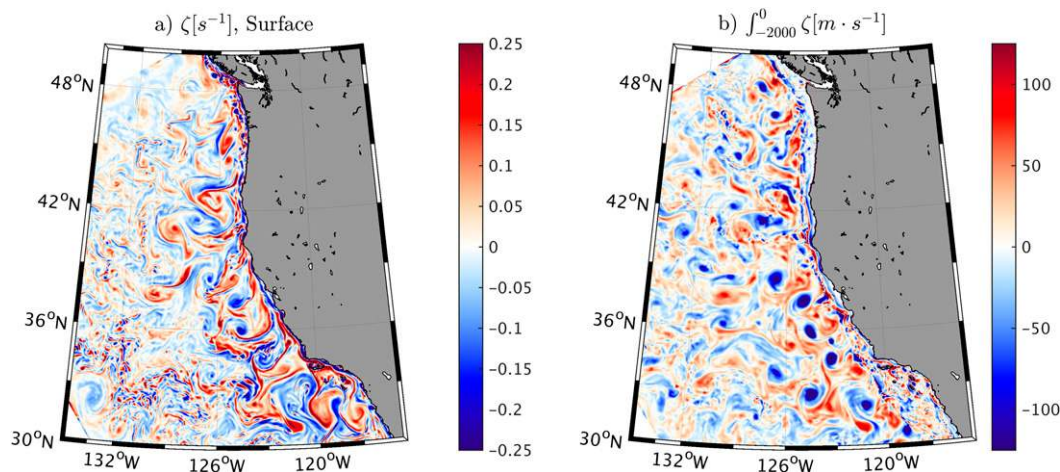 a) ζ[s⁻¹], Surface
48°N
42°N
36°N
30°N
132°W
126°W
120°W
0.25
0.2
0.15
0.1
0.05
0
−0.05
−0.1
−0.15
−0.2
−0.25
b) ∫⁰₋₂₀₀₀ ζ[m · s⁻¹]
48°N
42°N
36°N
30°N
132°W
126°W
120°W
100
50
0
−50
−100